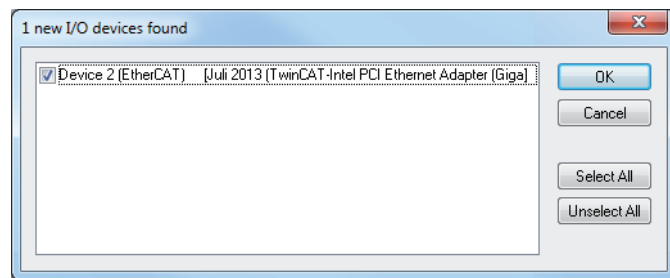 1 new I/O devices found
Device 2 (EtherCAT) [Juli 2013 (TwinCAT-Intel PCI Ethernet Adapter (Giga]
OK
Cancel
Select All
Unselect All